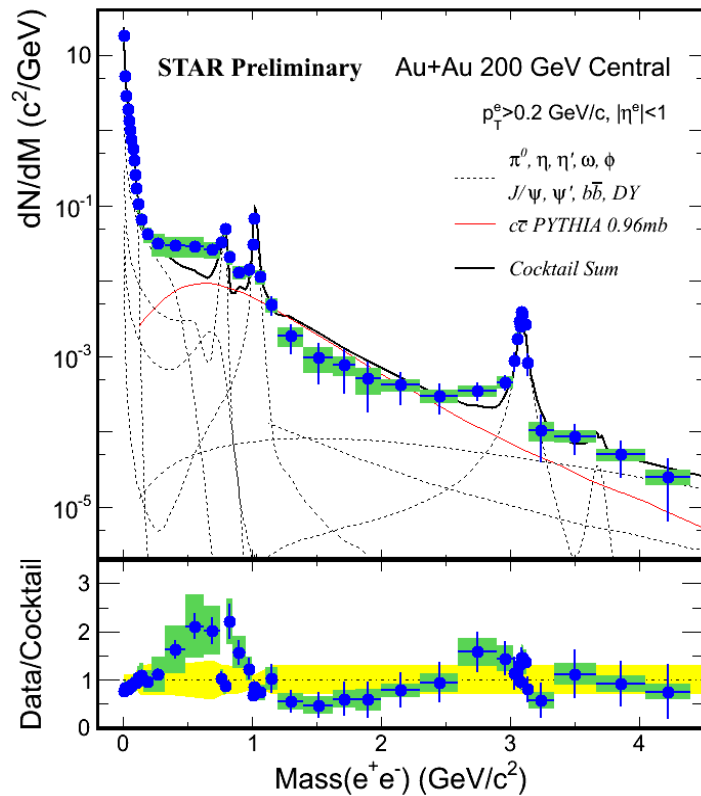 STAR Preliminary Au+Au 200 GeV Central
p_T^e>0.2 GeV/c, |η^e|<1
π^0, η, η′, ω, ϕ
J/ψ, ψ′, bb̅, DY
cc̅ PYTHIA 0.96mb
Cocktail Sum
dN/dM (c^2/GeV)
10
10^-1
10^-3
10^-5
Data/Cocktail
3
2
1
0
0 1 2 3 4
Mass(e^+e^-) (GeV/c^2)